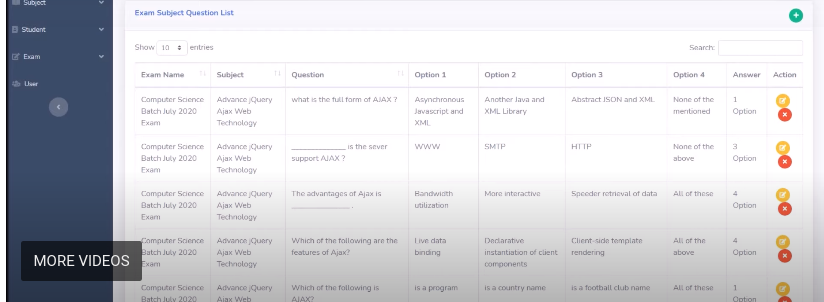 Subject
Exam Subject Question List
Student
Show 10 entries Search:
Exam
Exam Name Subject Question Option 1 Option 2 Option 3 Option 4 Answer Action
User
Computer Science Advance jQuery what is the full form of AJAX ? Asynchronous Another Java and Abstract JSON and XML None of the 1
Batch July 2020 Ajax Web Javascript and XML Library mentioned Option
Exam Technology XML
Computer Science Advance jQuery ______________ is the sever WWW SMTP HTTP None of the 3
Batch July 2020 Ajax Web support AJAX ? above Option
Exam Technology
Computer Science Advance jQuery The advantages of Ajax is Bandwidth More interactive Speeder retrieval of data All of these 4
Batch July 2020 Ajax Web _______________ . utilization Option
Exam Technology
Computer Science Advance jQuery Which of the following are the Live data Declarative Client-side template All of the 4
Batch July 2020 Ajax Web features of Ajax? binding instantiation of client rendering above Option
MORE VIDEOS
Exam Technology components
Computer Science Advance jQuery Which of the following is is a program is a country name is a football club name All of these 1
Batch July 2020 Ajax Web AJAX? Option